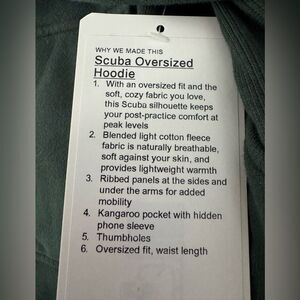 WHY WE MADE THIS
Scuba Oversized
Hoodie
1. With an oversized fit and the
soft, cozy fabric you love,
this Scuba silhouette keeps
your post-practice comfort at
peak levels
2. Blended light cotton fleece
fabric is naturally breathable,
soft against your skin, and
provides lightweight warmth
3. Ribbed panels at the sides and
under the arms for added
mobility
4. Kangaroo pocket with hidden
phone sleeve
5. Thumbholes
6. Oversized fit, waist length